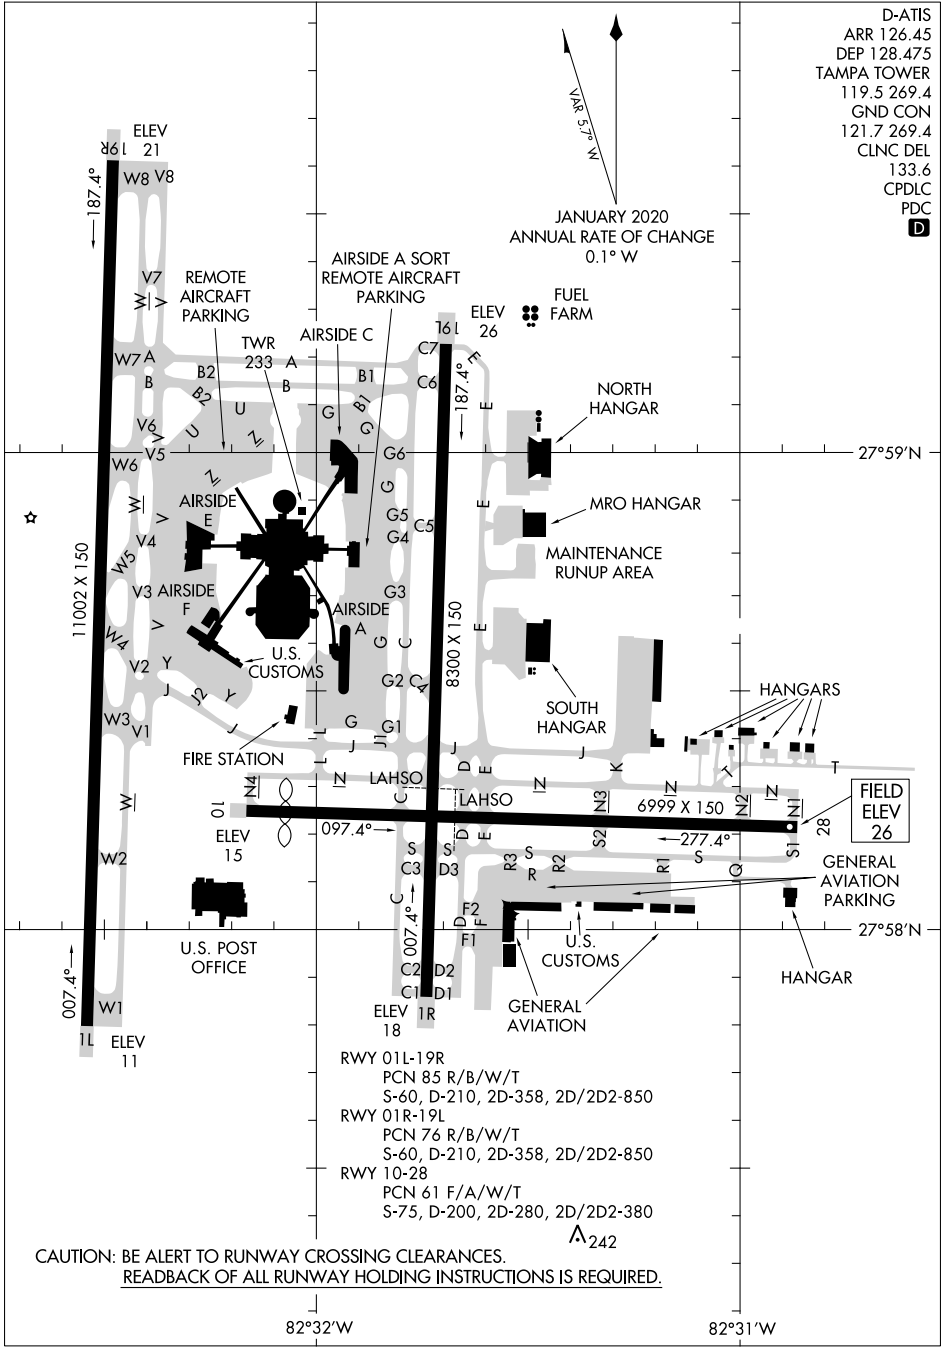 D-ATIS
ARR 126.45
DEP 128.475
TAMPA TOWER
119.5 269.4
GND CON
121.7 269.4
CLNC DEL
133.6
CPDLC
PDC
D
VAR 5.7° W
JANUARY 2020
ANNUAL RATE OF CHANGE
0.1° W
19R
ELEV
21
W8 V8
187.4°
V7
W V
REMOTE
AIRCRAFT
PARKING
AIRSIDE A SORT
REMOTE AIRCRAFT
PARKING
TWR
233
AIRSIDE C
19L
ELEV
26
FUEL
FARM
C7 E
W7 A
A
B B2 B B1 C6
187.4°
B2 U G B1 E
NORTH
HANGAR
V6 V U Z G
V5
G6
27°59'N
W6
Z
G
W V
AIRSIDE
E
G5 C5
G4
E
MRO HANGAR
V4
W5
MAINTENANCE
RUNUP AREA
11002 X 150
V3 AIRSIDE
F
G3
AIRSIDE
A
V
W4
U.S.
CUSTOMS
G C
8300 X 150
E
V2 Y
J J2 Y
G2 C4
SOUTH
HANGAR
HANGARS
W3
V1
J
FIRE STATION
L G G1
J J1 J J
L
D E K T T
LAHSO
N4 N
C
LAHSO
N N3 N N2 N N1
6999 X 150
FIELD
ELEV
26
W
10
ELEV
15
097.4°
D E S2
277.4°
S1 28
W2
S S
C3 D3
R3 S R R2 R1 S Q
GENERAL
AVIATION
PARKING
C
007.4°
D F F2
F1
U.S. POST
OFFICE
U.S.
CUSTOMS
27°58'N
HANGAR
007.4°
C2 D2
C1 D1
GENERAL
AVIATION
W1
1L
ELEV
11
ELEV
18
1R
RWY 01L-19R
PCN 85 R/B/W/T
S-60, D-210, 2D-358, 2D/2D2-850
RWY 01R-19L
PCN 76 R/B/W/T
S-60, D-210, 2D-358, 2D/2D2-850
RWY 10-28
PCN 61 F/A/W/T
S-75, D-200, 2D-280, 2D/2D2-380
242
CAUTION: BE ALERT TO RUNWAY CROSSING CLEARANCES.
READBACK OF ALL RUNWAY HOLDING INSTRUCTIONS IS REQUIRED.
82°32'W
82°31'W